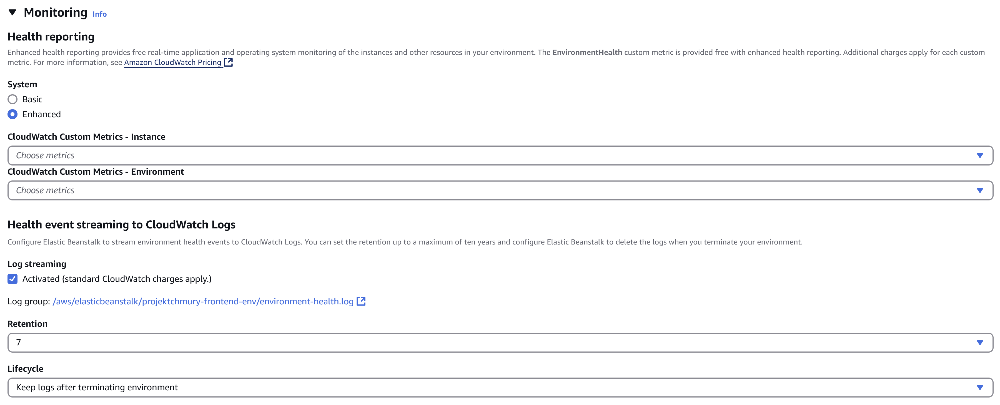 Monitoring Info
Health reporting
Enhanced health reporting provides free real-time application and operating system monitoring of the instances and other resources in your environment. The EnvironmentHealth custom metric is provided free with enhanced health reporting. Additional charges apply for each custom
metric. For more information, see Amazon CloudWatch Pricing
System
Basic
Enhanced
CloudWatch Custom Metrics - Instance
Choose metrics
CloudWatch Custom Metrics - Environment
Choose metrics
Health event streaming to CloudWatch Logs
Configure Elastic Beanstalk to stream environment health events to CloudWatch Logs. You can set the retention up to a maximum of ten years and configure Elastic Beanstalk to delete the logs when you terminate your environment.
Log streaming
Activated (standard CloudWatch charges apply.)
Log group: /aws/elasticbeanstalk/projektchmury-frontend-env/environment-health.log
Retention
7
Lifecycle
Keep logs after terminating environment